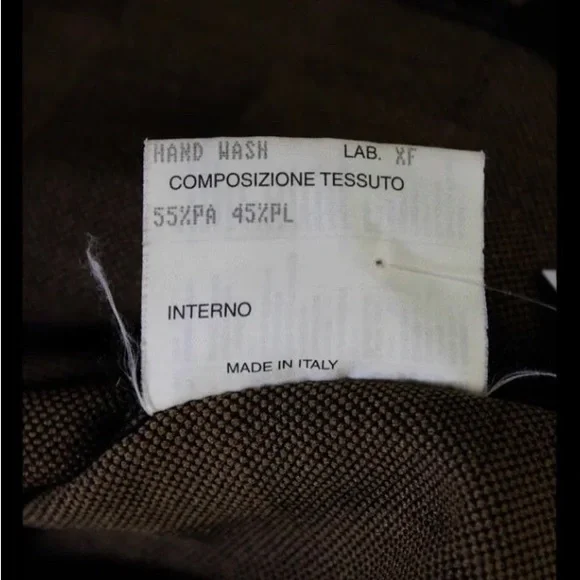 HAND WASH LAB. XF
COMPOSIZIONE TESSUTO
55%PA 45%PL
INTERNO
MADE IN ITALY